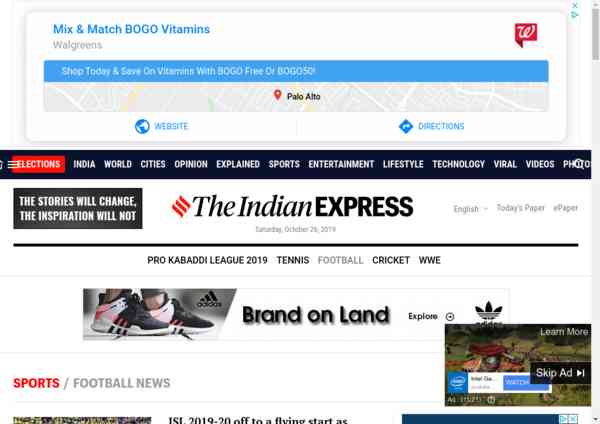 Mix & Match BOGO Vitamins
Walgreens
Shop Today & Save On Vitamins With BOGO Free Or BOGO50!
Palo Alto
WEBSITE
DIRECTIONS
ELECTIONS INDIA WORLD CITIES OPINION EXPLAINED SPORTS ENTERTAINMENT LIFESTYLE TECHNOLOGY VIRAL VIDEOS PHOTOS
THE STORIES WILL CHANGE,
THE INSPIRATION WILL NOT
The Indian EXPRESS
Saturday, October 26, 2019
English
Today's Paper
ePaper
PRO KABADDI LEAGUE 2019 TENNIS FOOTBALL CRICKET WWE
adidas
Brand on Land
Explore
adidas
Learn More
Skip Ad
Intel Ga...
WATCH
SPORTS / FOOTBALL NEWS
ISL 2019-20 off to a flying start as